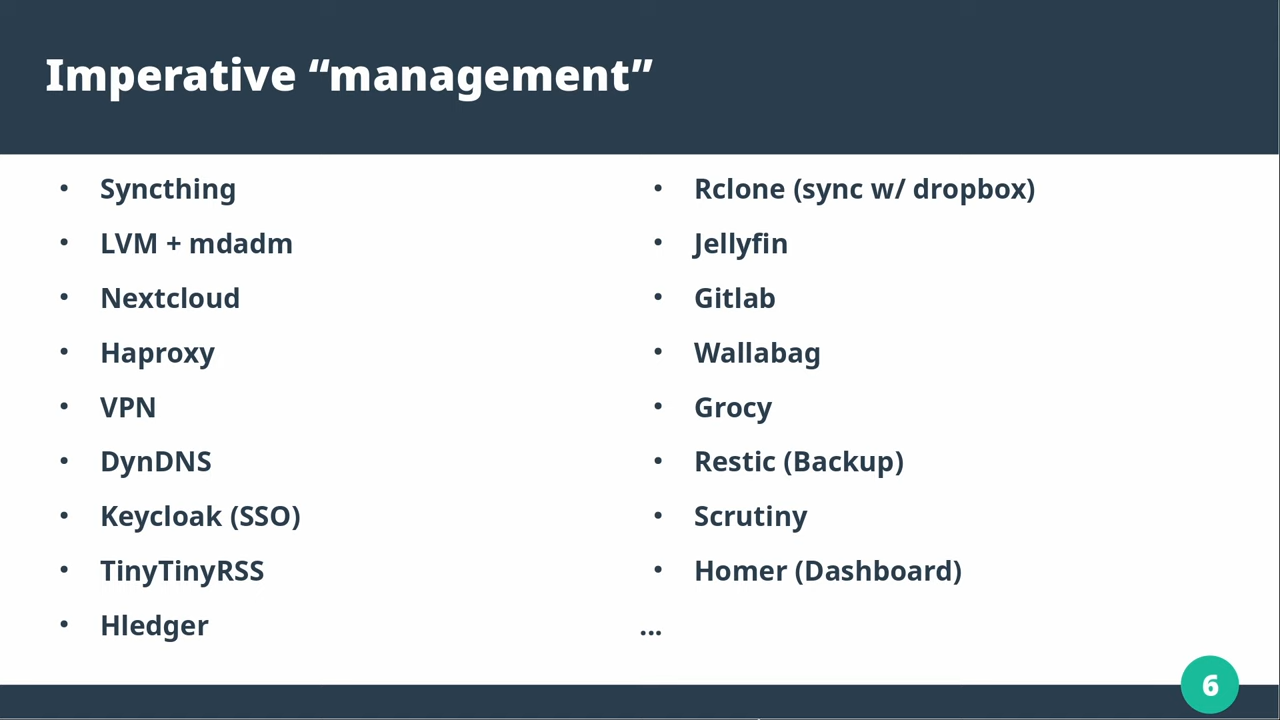 Imperative “management”
• Syncthing
• LVM + mdadm
• Nextcloud
• Haproxy
• VPN
• DynDNS
• Keycloak (SSO)
• TinyTinyRSS
• Hledger
• Rclone (sync w/ dropbox)
• Jellyfin
• Gitlab
• Wallabag
• Grocy
• Restic (Backup)
• Scrutiny
• Homer (Dashboard)
...
6